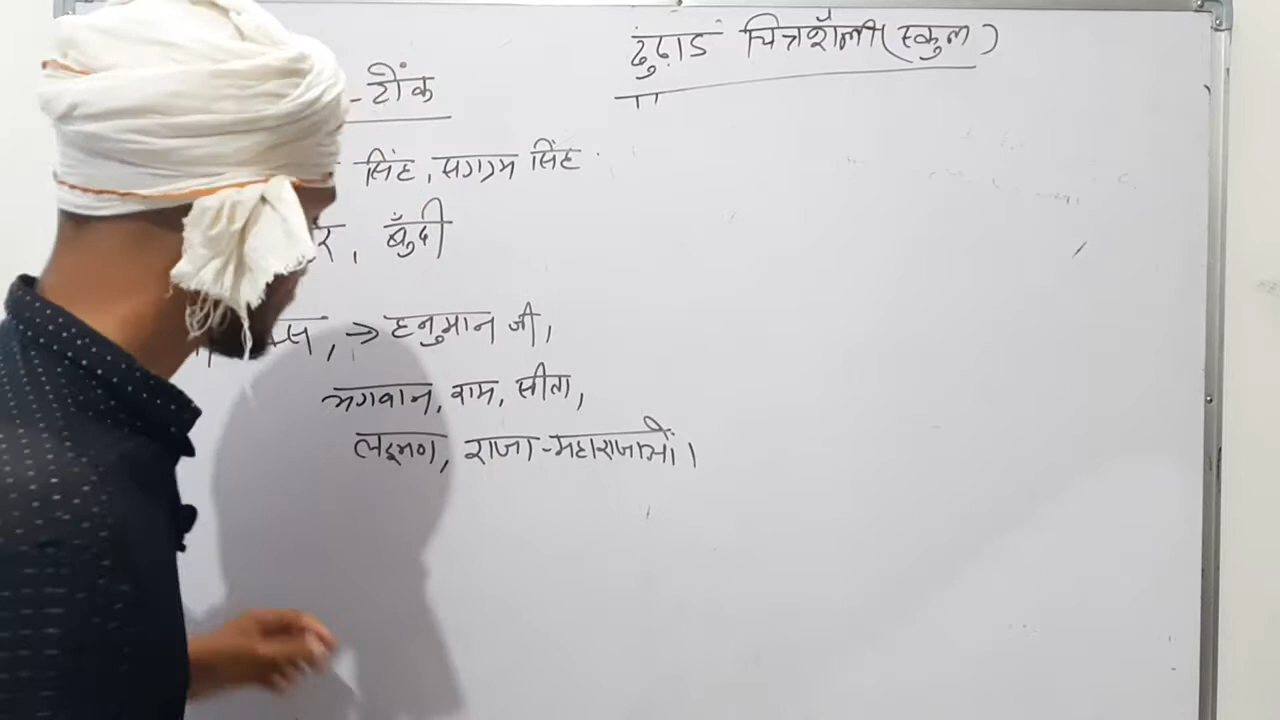 ढुंढ़ाड चित्रशैली (स्कुल)
- टोंक
सिंह, सग्राम सिंह
र, बुँदी
, → हनुमान जी,
भगवान, राम, सीता,
लक्ष्मण, राजा-महाराजाओं।